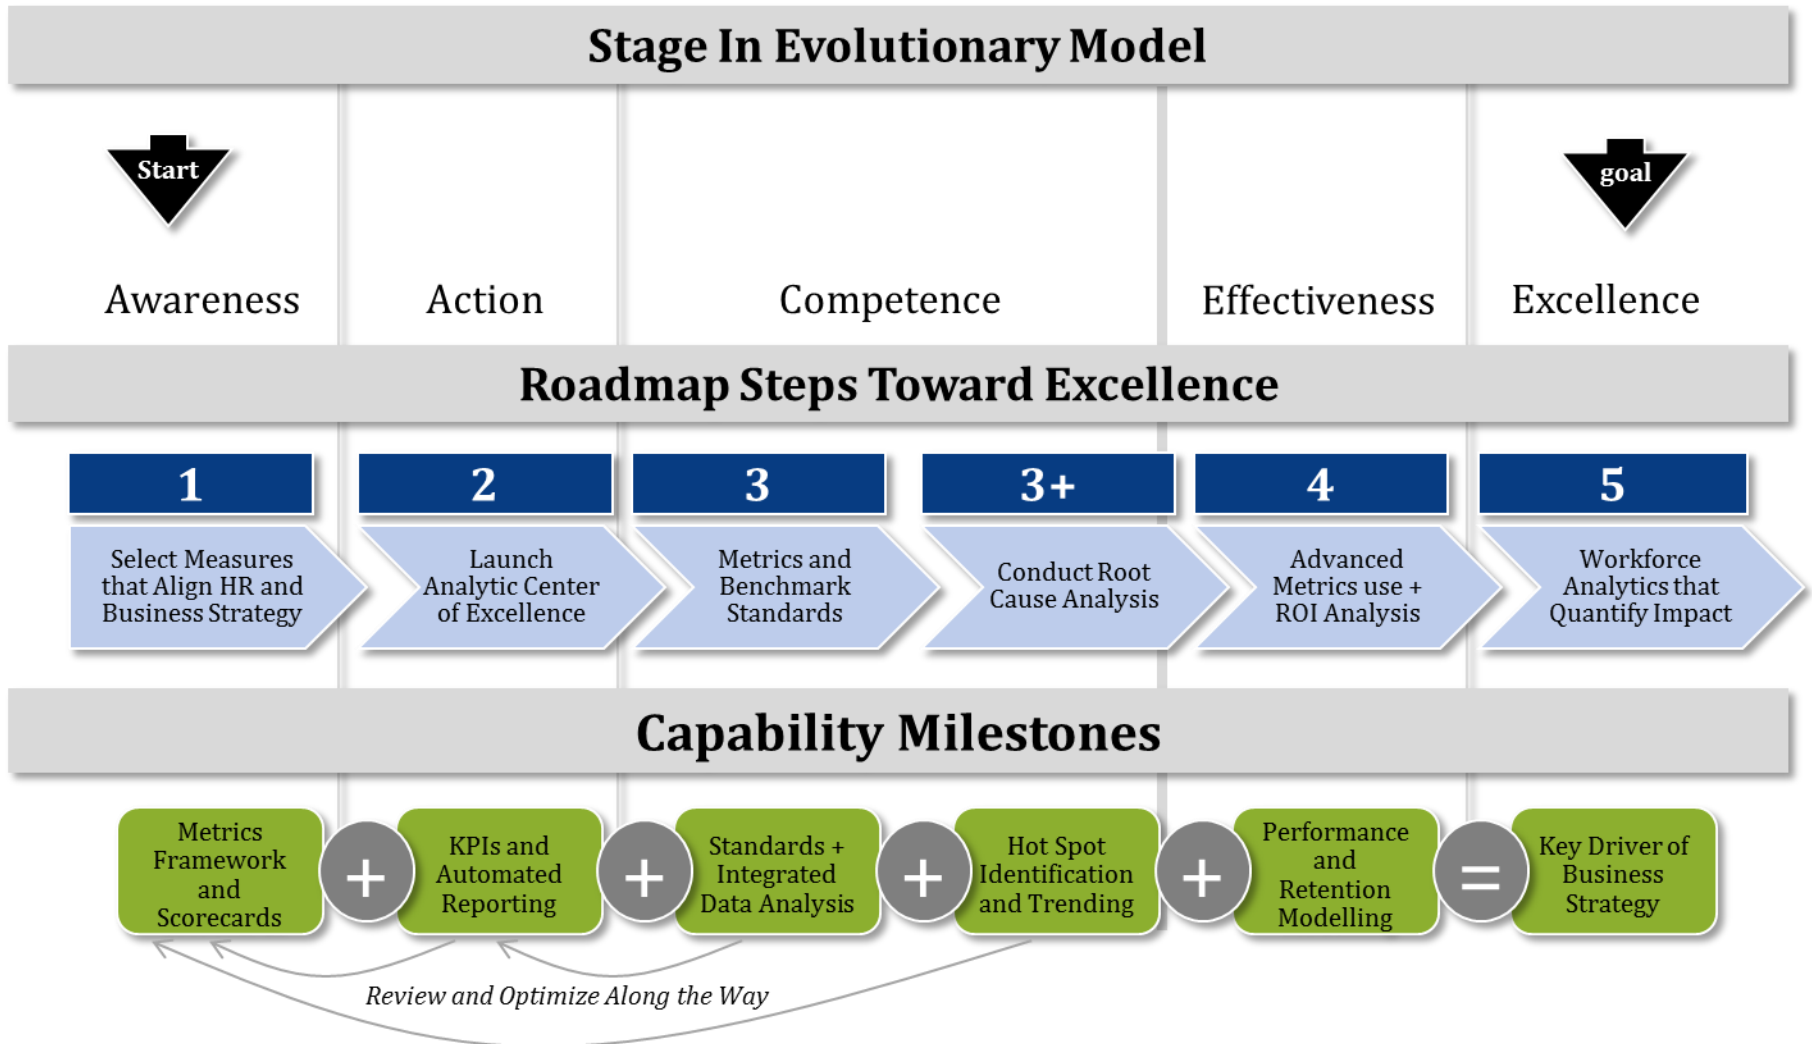 Stage In Evolutionary Model
Start
goal
Awareness
Action
Competence
Effectiveness
Excellence
Roadmap Steps Toward Excellence
1
2
3
3+
4
5
Select Measures
that Align HR and
Business Strategy
Launch
Analytic Center
of Excellence
Metrics and
Benchmark
Standards
Conduct Root
Cause Analysis
Advanced
Metrics use +
ROI Analysis
Workforce
Analytics that
Quantify Impact
Capability Milestones
Metrics
Framework
and
Scorecards
+
KPIs and
Automated
Reporting
+
Standards +
Integrated
Data Analysis
+
Hot Spot
Identification
and Trending
+
Performance
and
Retention
Modelling
=
Key Driver of
Business
Strategy
Review and Optimize Along the Way